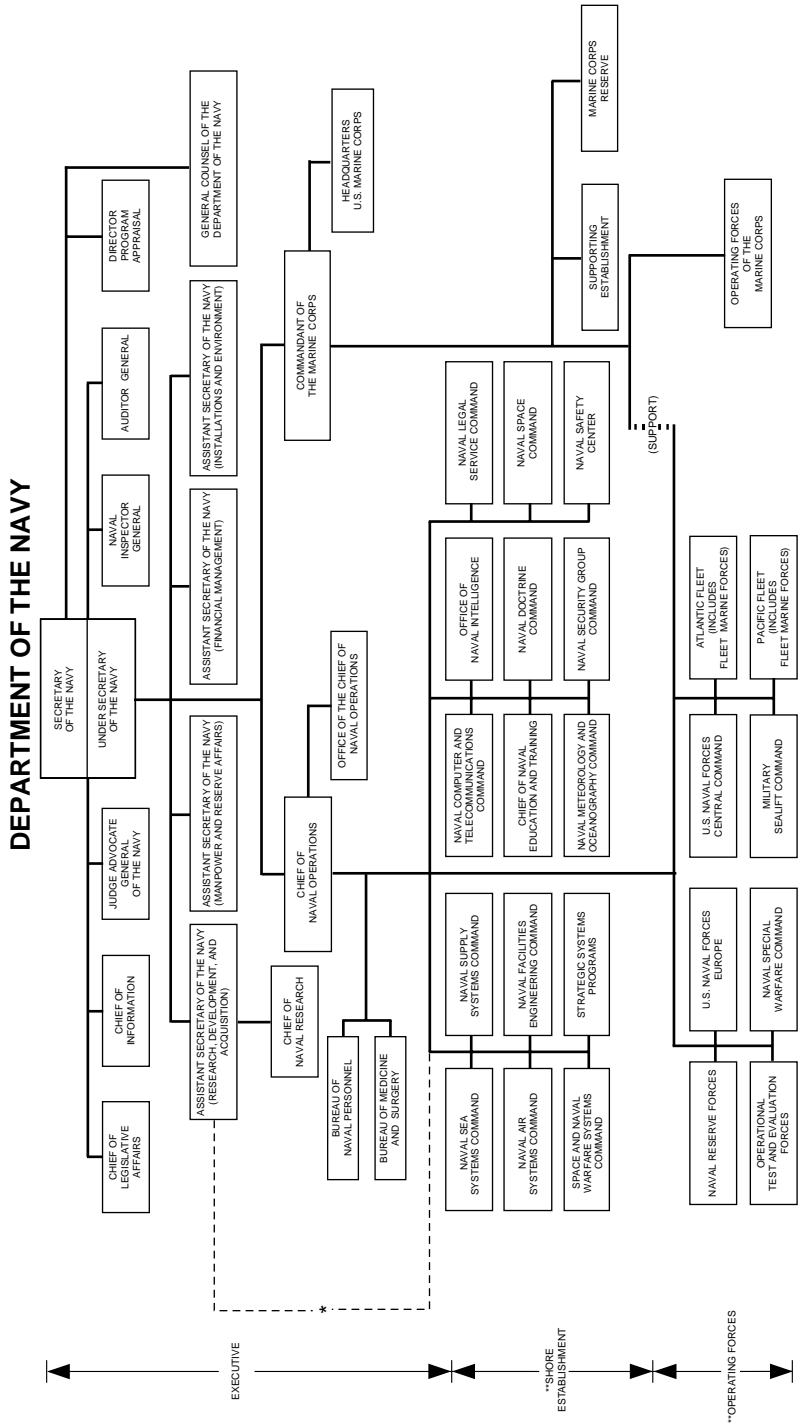 DEPARTMENT OF THE NAVY
SECRETARY
OF THE NAVY
UNDER SECRETARY
OF THE NAVY
CHIEF OF
LEGISLATIVE
AFFAIRS
CHIEF OF
INFORMATION
JUDGE ADVOCATE
GENERAL
OF THE NAVY
NAVAL
INSPECTOR
GENERAL
AUDITOR GENERAL
DIRECTOR
PROGRAM
APPRAISAL
ASSISTANT SECRETARY OF THE NAVY
(RESEARCH, DEVELOPMENT, AND
ACQUISITION)
ASSISTANT SECRETARY OF THE NAVY
(MANPOWER AND RESERVE AFFAIRS)
ASSISTANT SECRETARY OF THE NAVY
(FINANCIAL MANAGEMENT)
ASSISTANT SECRETARY OF THE NAVY
(INSTALLATIONS AND ENVIRONMENT)
GENERAL COUNSEL OF THE
DEPARTMENT OF THE NAVY
EXECUTIVE
CHIEF OF
NAVAL RESEARCH
CHIEF OF
NAVAL OPERATIONS
OFFICE OF THE CHIEF OF
NAVAL OPERATIONS
COMMANDANT OF
THE MARINE CORPS
HEADQUARTERS
U.S. MARINE CORPS
BUREAU OF
NAVAL PERSONNEL
BUREAU OF MEDICINE
AND SURGERY
*
**SHORE
ESTABLISHMENT
NAVAL SEA
SYSTEMS COMMAND
NAVAL SUPPLY
SYSTEMS COMMAND
NAVAL COMPUTER AND
TELECOMMUNICATIONS
COMMAND
OFFICE OF
NAVAL INTELLIGENCE
NAVAL LEGAL
SERVICE COMMAND
NAVAL AIR
SYSTEMS COMMAND
NAVAL FACILITIES
ENGINEERING COMMAND
CHIEF OF NAVAL
EDUCATION AND TRAINING
NAVAL DOCTRINE
COMMAND
NAVAL SPACE
COMMAND
SPACE AND NAVAL
WARFARE SYSTEMS
COMMAND
STRATEGIC SYSTEMS
PROGRAMS
NAVAL METEOROLOGY AND
OCEANOGRAPHY COMMAND
NAVAL SECURITY GROUP
COMMAND
NAVAL SAFETY
CENTER
SUPPORTING
ESTABLISHMENT
MARINE CORPS
RESERVE
(SUPPORT)
**OPERATING FORCES
NAVAL RESERVE FORCES
U.S. NAVAL FORCES
EUROPE
U.S. NAVAL FORCES
CENTRAL COMMAND
ATLANTIC FLEET
(INCLUDES
FLEET MARINE FORCES)
OPERATING FORCES
OF THE
MARINE CORPS
OPERATIONAL
TEST AND EVALUATION
FORCES
NAVAL SPECIAL
WARFARE COMMAND
MILITARY
SEALIFT COMMAND
PACIFIC FLEET
(INCLUDES
FLEET MARINE FORCES)